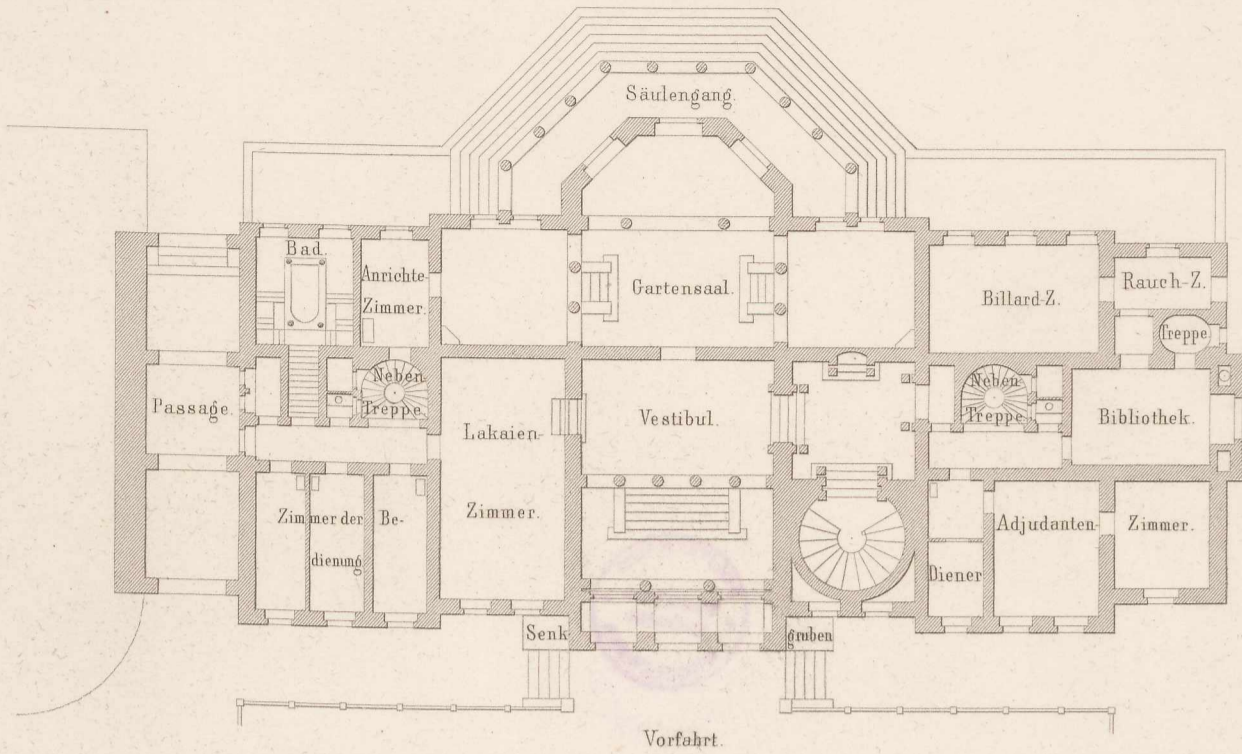 Säulengang.
Bad.
Anrichte-
Zimmer.
Gartensaal.
Billard-Z.
Rauch-Z.
Treppe
Passage.
Neben
Treppe
Lakaien-
Zimmer.
Vestibul.
Neben
Treppe
Bibliothek.
Zimmer der Be-
dienung
Adjudanten-Zimmer.
Diener
Senk gruben
Vorfahrt.